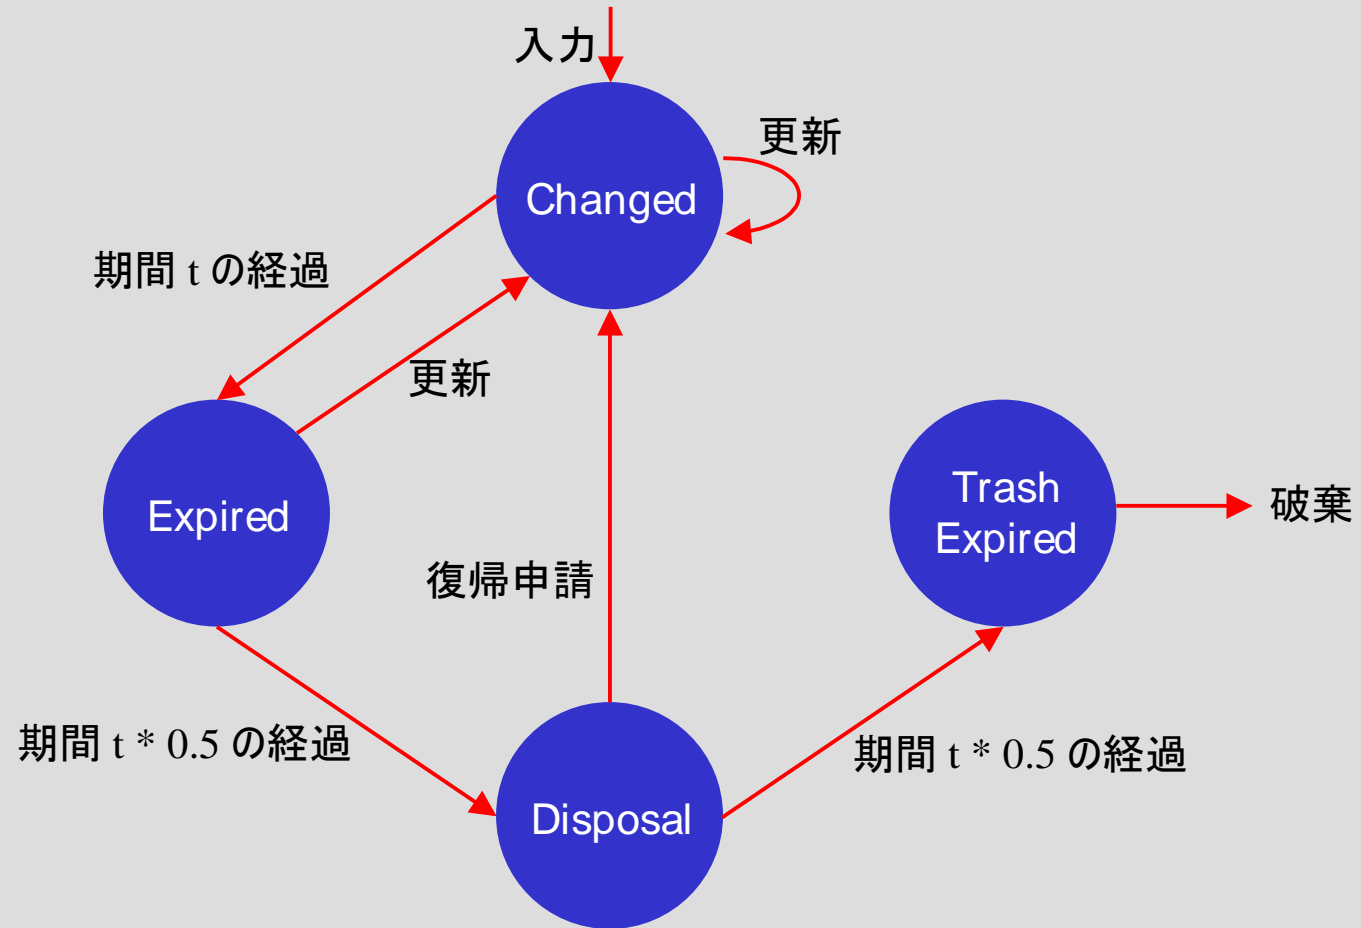 入力
更新
Changed
期間 t の経過
更新
Expired
Trash
Expired
破棄
復帰申請
期間 t * 0.5 の経過
期間 t * 0.5 の経過
Disposal